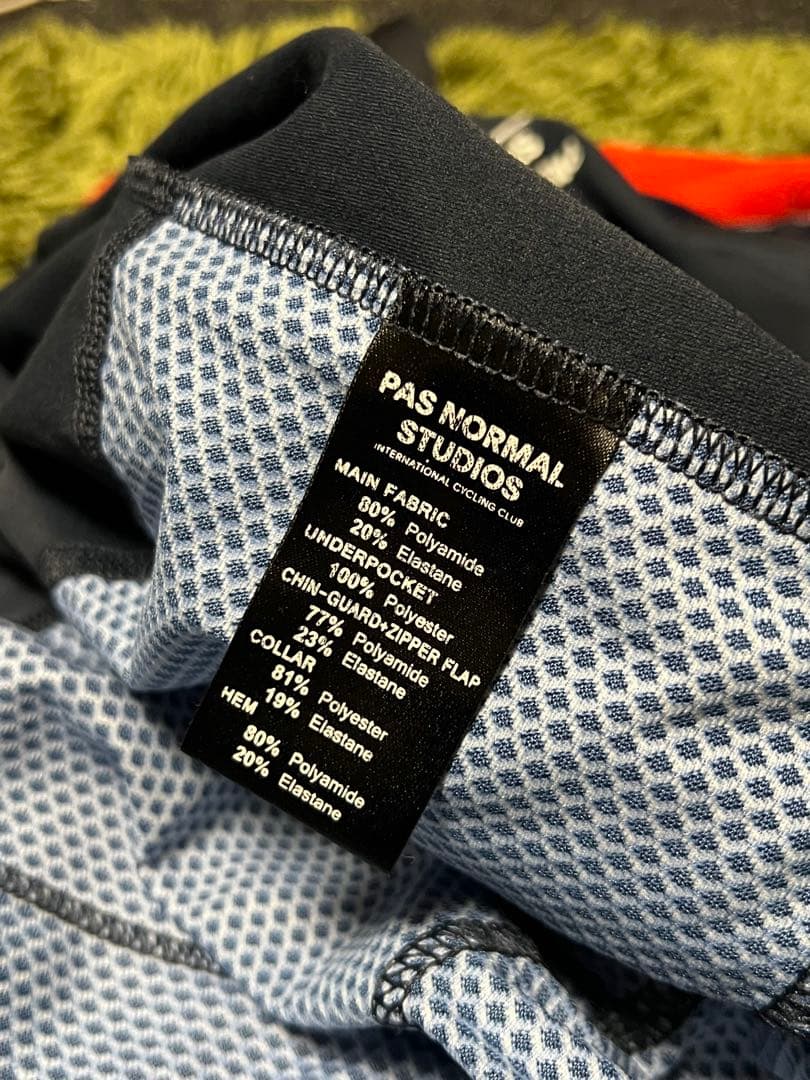 PAS NORMAL
STUDIOS
INTERNATIONAL CYCLING CLUB
MAIN FABRIC
80% Polyamide
20% Elastane
UNDERPOCKET
100% Polyester
CHIN-GUARD+ZIPPER FLAP
77% Polyamide
23% Elastane
COLLAR
81% Polyester
19% Elastane
HEM
80% Polyamide
20% Elastane